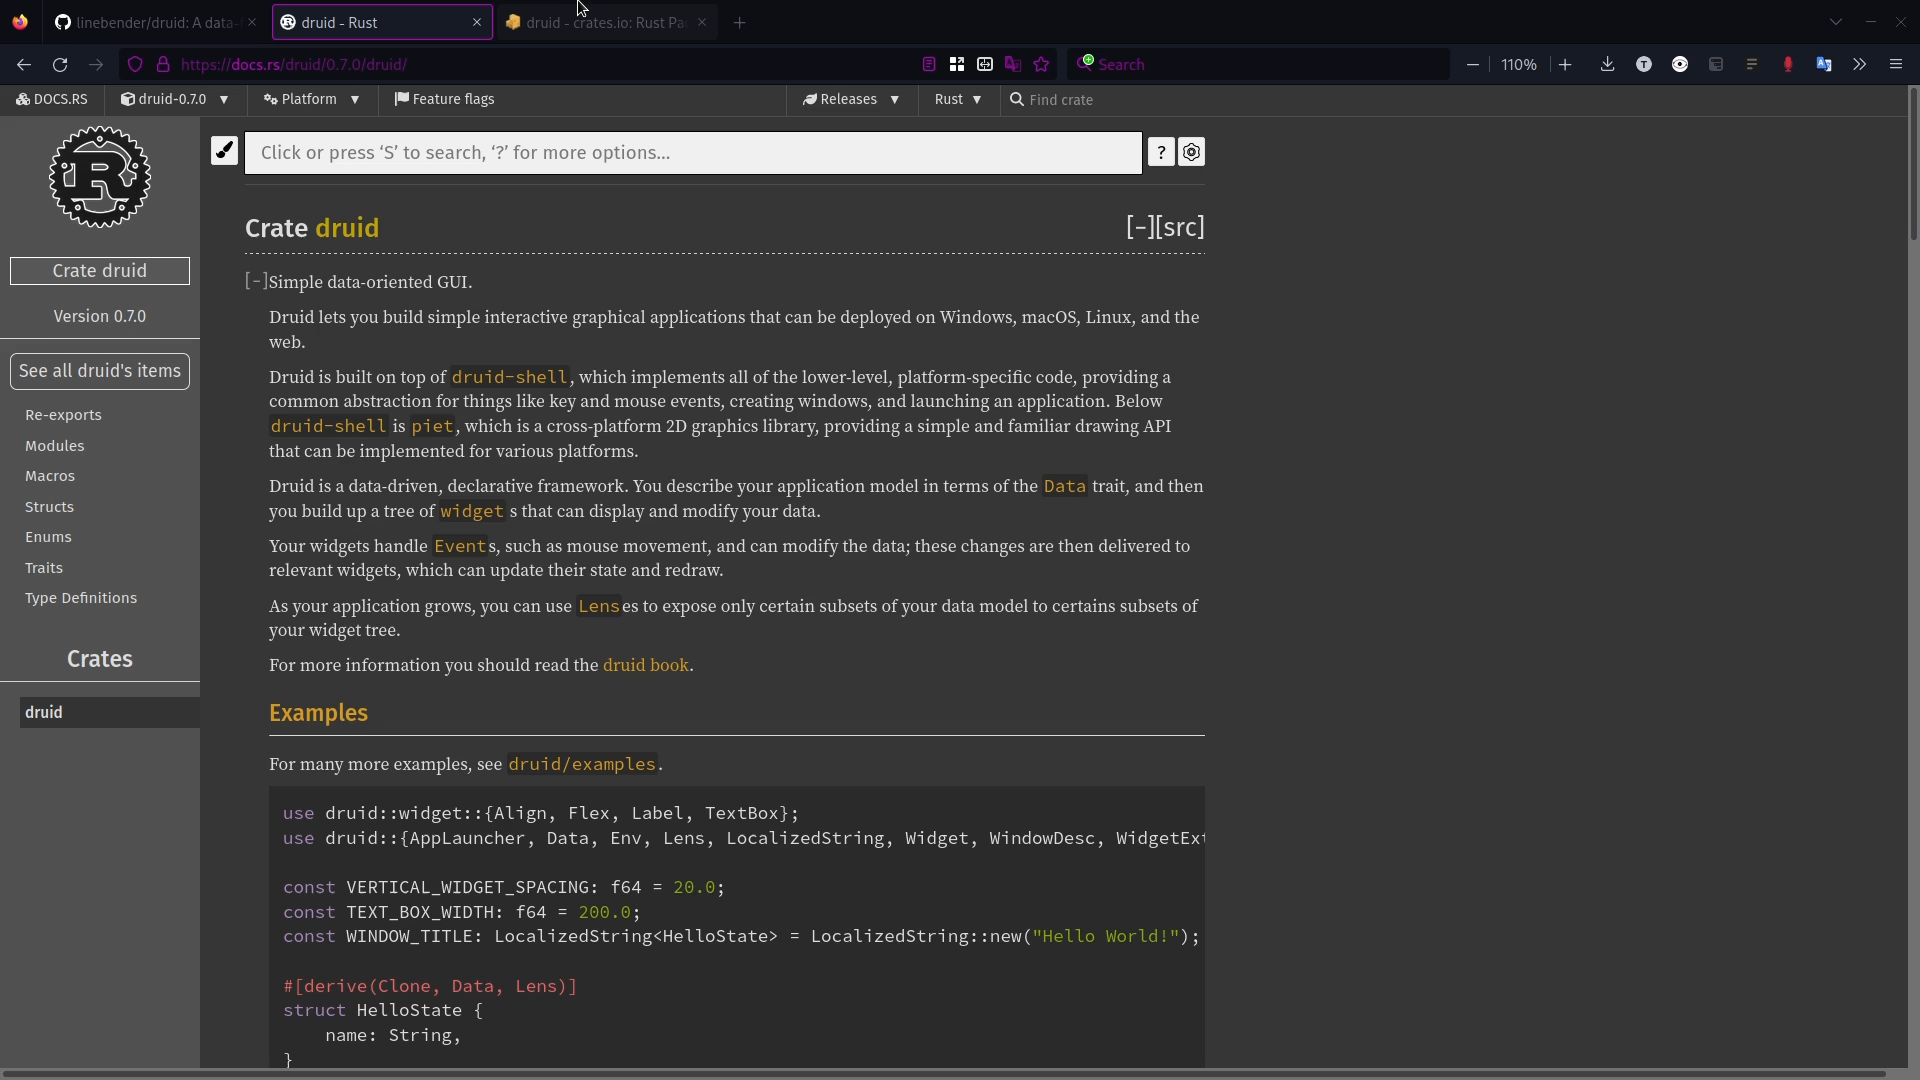 linebender/druid: A data-
druid - Rust
druid - crates.io: Rust Pa
https://docs.rs/druid/0.7.0/druid/
Search
110%
DOCS.RS
druid-0.7.0
Platform
Feature flags
Releases
Rust
Find crate
Click or press ‘S’ to search, ‘?’ for more options…
?
Crate druid
Version 0.7.0
See all druid's items
Re-exports
Modules
Macros
Structs
Enums
Traits
Type Definitions
Crates
druid
Crate druid
[−][src]
[−]Simple data-oriented GUI.
Druid lets you build simple interactive graphical applications that can be deployed on Windows, macOS, Linux, and the
web.
Druid is built on top of druid-shell, which implements all of the lower-level, platform-specific code, providing a
common abstraction for things like key and mouse events, creating windows, and launching an application. Below
druid-shell is piet, which is a cross-platform 2D graphics library, providing a simple and familiar drawing API
that can be implemented for various platforms.
Druid is a data-driven, declarative framework. You describe your application model in terms of the Data trait, and then
you build up a tree of widget s that can display and modify your data.
Your widgets handle Events, such as mouse movement, and can modify the data; these changes are then delivered to
relevant widgets, which can update their state and redraw.
As your application grows, you can use Lenses to expose only certain subsets of your data model to certains subsets of
your widget tree.
For more information you should read the druid book.
Examples
For many more examples, see druid/examples.
use druid::widget::{Align, Flex, Label, TextBox};
use druid::{AppLauncher, Data, Env, Lens, LocalizedString, Widget, WindowDesc, WidgetExt
const VERTICAL_WIDGET_SPACING: f64 = 20.0;
const TEXT_BOX_WIDTH: f64 = 200.0;
const WINDOW_TITLE: LocalizedString<HelloState> = LocalizedString::new("Hello World!");
#[derive(Clone, Data, Lens)]
struct HelloState {
    name: String,
}